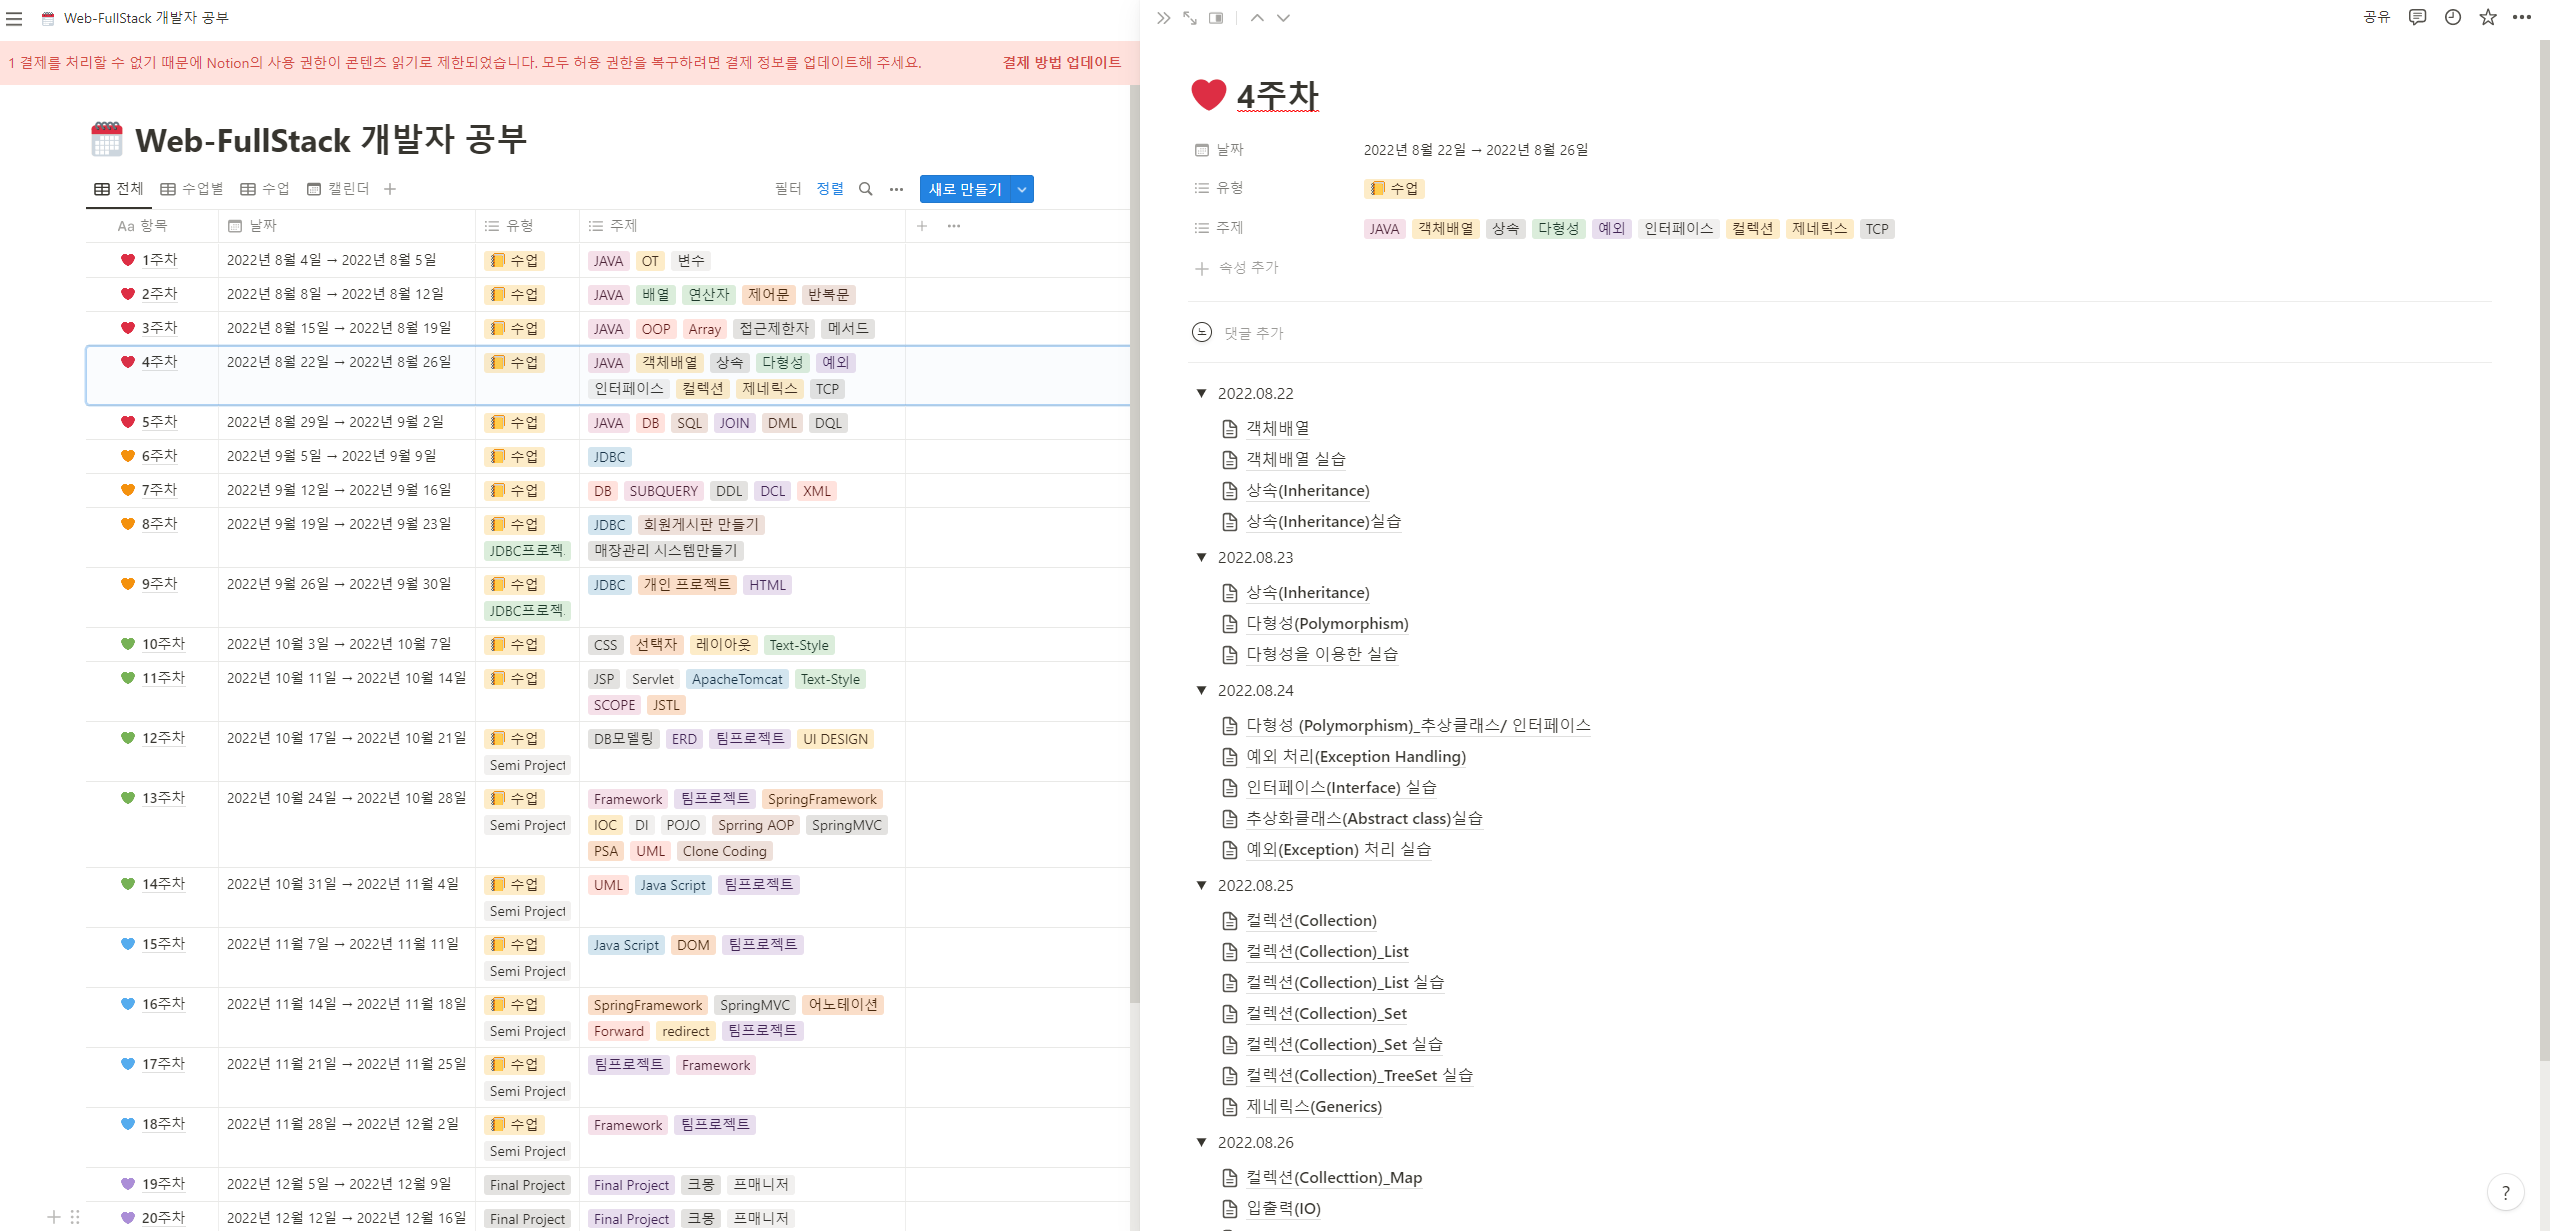 Web-FullStack 개발자 공부
1 결제를 처리할 수 없기 때문에 Notion의 사용 권한이 콘텐츠 읽기로 제한되었습니다. 모두 허용 권한을 복구하려면 결제 정보를 업데이트해 주세요. 결제 방법 업데이트
Web-FullStack 개발자 공부
전체 수업별 수업 캘린더 필터 정렬 새로 만들기
Aa 항목 날짜 유형 주제
1주차 2022년 8월 4일 → 2022년 8월 5일 수업 JAVA OT 변수
2주차 2022년 8월 8일 → 2022년 8월 12일 수업 JAVA 배열 연산자 제어문 반복문
3주차 2022년 8월 15일 → 2022년 8월 19일 수업 JAVA OOP Array 접근제한자 메서드
4주차 2022년 8월 22일 → 2022년 8월 26일 수업 JAVA 객체배열 상속 다형성 예외
인터페이스 컬렉션 제네릭스 TCP
5주차 2022년 8월 29일 → 2022년 9월 2일 수업 JAVA DB SQL JOIN DML DQL
6주차 2022년 9월 5일 → 2022년 9월 9일 수업 JDBC
7주차 2022년 9월 12일 → 2022년 9월 16일 수업 DB SUBQUERY DDL DCL XML
8주차 2022년 9월 19일 → 2022년 9월 23일 수업 JDBC 회원게시판 만들기
JDBC프로젝 매장관리 시스템만들기
9주차 2022년 9월 26일 → 2022년 9월 30일 수업 JDBC 개인 프로젝트 HTML
JDBC프로젝
10주차 2022년 10월 3일 → 2022년 10월 7일 수업 CSS 선택자 레이아웃 Text-Style
11주차 2022년 10월 11일 → 2022년 10월 14일 수업 JSP Servlet ApacheTomcat Text-Style
SCOPE JSTL
12주차 2022년 10월 17일 → 2022년 10월 21일 수업 DB모델링 ERD 팀프로젝트 UI DESIGN
Semi Project
13주차 2022년 10월 24일 → 2022년 10월 28일 수업 Framework 팀프로젝트 SpringFramework
Semi Project IOC DI POJO Sprring AOP SpringMVC
PSA UML Clone Coding
14주차 2022년 10월 31일 → 2022년 11월 4일 수업 UML Java Script 팀프로젝트
Semi Project
15주차 2022년 11월 7일 → 2022년 11월 11일 수업 Java Script DOM 팀프로젝트
Semi Project
16주차 2022년 11월 14일 → 2022년 11월 18일 수업 SpringFramework SpringMVC 어노테이션
Semi Project Forward redirect 팀프로젝트
17주차 2022년 11월 21일 → 2022년 11월 25일 수업 팀프로젝트 Framework
Semi Project
18주차 2022년 11월 28일 → 2022년 12월 2일 수업 Framework 팀프로젝트
Semi Project
19주차 2022년 12월 5일 → 2022년 12월 9일 Final Project Final Project 크몽 프매니저
20주차 2022년 12월 12일 → 2022년 12월 16일 Final Project Final Project 크몽 프매니저
공유
4주차
날짜 2022년 8월 22일 → 2022년 8월 26일
유형 수업
주제 JAVA 객체배열 상속 다형성 예외 인터페이스 컬렉션 제네릭스 TCP
속성 추가
노 댓글 추가
2022.08.22
객체배열
객체배열 실습
상속(Inheritance)
상속(Inheritance)실습
2022.08.23
상속(Inheritance)
다형성(Polymorphism)
다형성을 이용한 실습
2022.08.24
다형성 (Polymorphism)_추상클래스/ 인터페이스
예외 처리(Exception Handling)
인터페이스(Interface) 실습
추상화클래스(Abstract class)실습
예외(Exception) 처리 실습
2022.08.25
컬렉션(Collection)
컬렉션(Collection)_List
컬렉션(Collection)_List 실습
컬렉션(Collection)_Set
컬렉션(Collection)_Set 실습
컬렉션(Collection)_TreeSet 실습
제네릭스(Generics)
2022.08.26
컬렉션(Collecttion)_Map
입출력(IO)
?